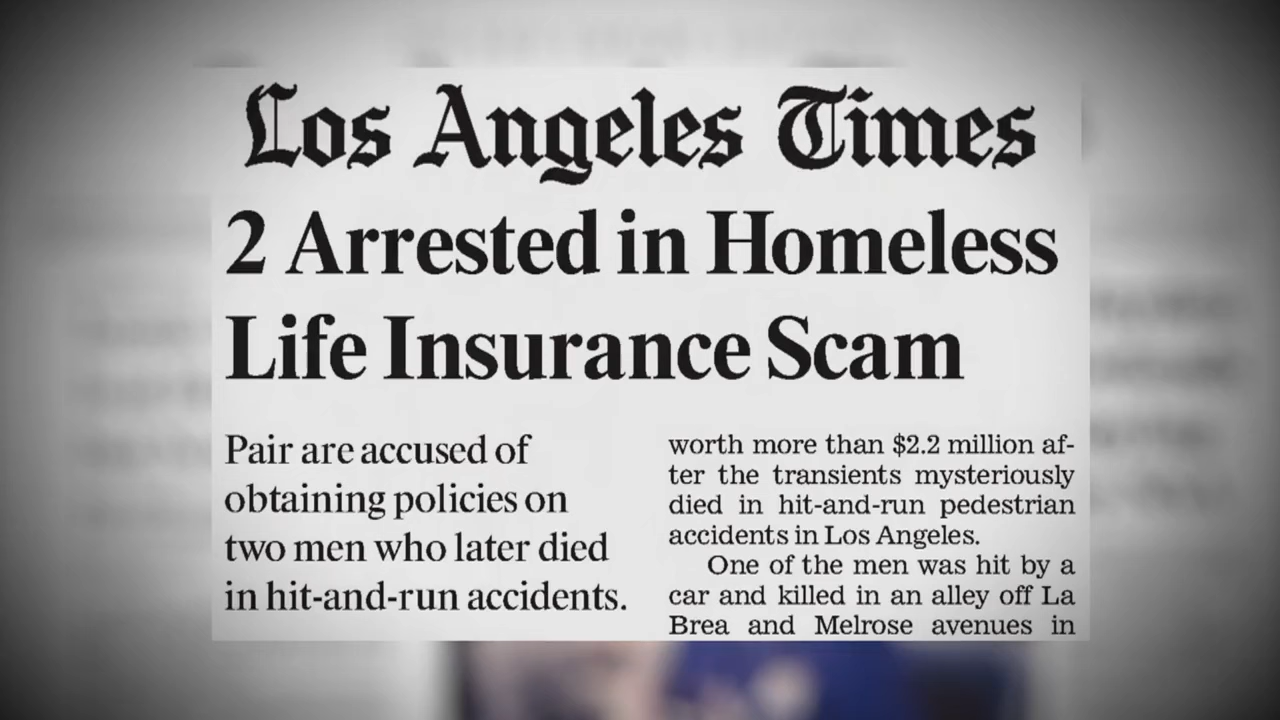 Los Angeles Times
2 Arrested in Homeless
Life Insurance Scam
Pair are accused of
obtaining policies on
two men who later died
in hit-and-run accidents.
worth more than $2.2 million af-
ter the transients mysteriously
died in hit-and-run pedestrian
accidents in Los Angeles.
One of the men was hit by a
car and killed in an alley off La
Brea and Melrose avenues in